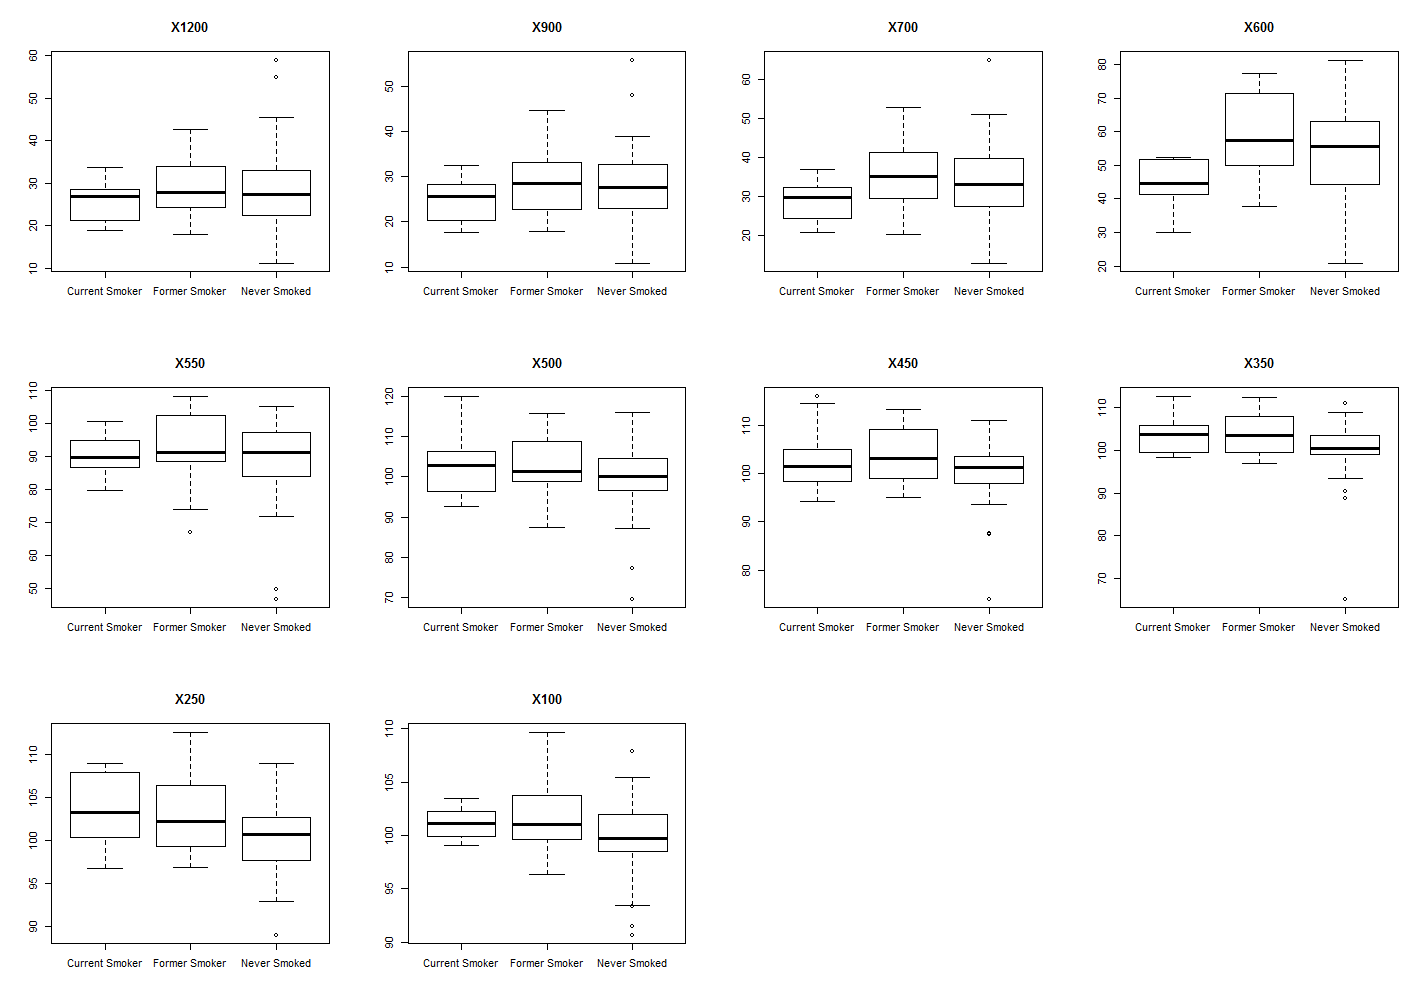 X1200 X900 X700 X600
60 50 40 30 20 10
50 40 30 20 10
60 50 40 30 20
80 70 60 50 40 30 20
Current Smoker Former Smoker Never Smoked Current Smoker Former Smoker Never Smoked Current Smoker Former Smoker Never Smoked Current Smoker Former Smoker Never Smoked
X550 X500 X450 X350
110 100 90 80 70 60 50
120 110 100 90 80 70
110 100 90 80
110 100 90 80 70
Current Smoker Former Smoker Never Smoked Current Smoker Former Smoker Never Smoked Current Smoker Former Smoker Never Smoked Current Smoker Former Smoker Never Smoked
X250 X100
110 105 100 95 90
110 105 100 95 90
Current Smoker Former Smoker Never Smoked Current Smoker Former Smoker Never Smoked